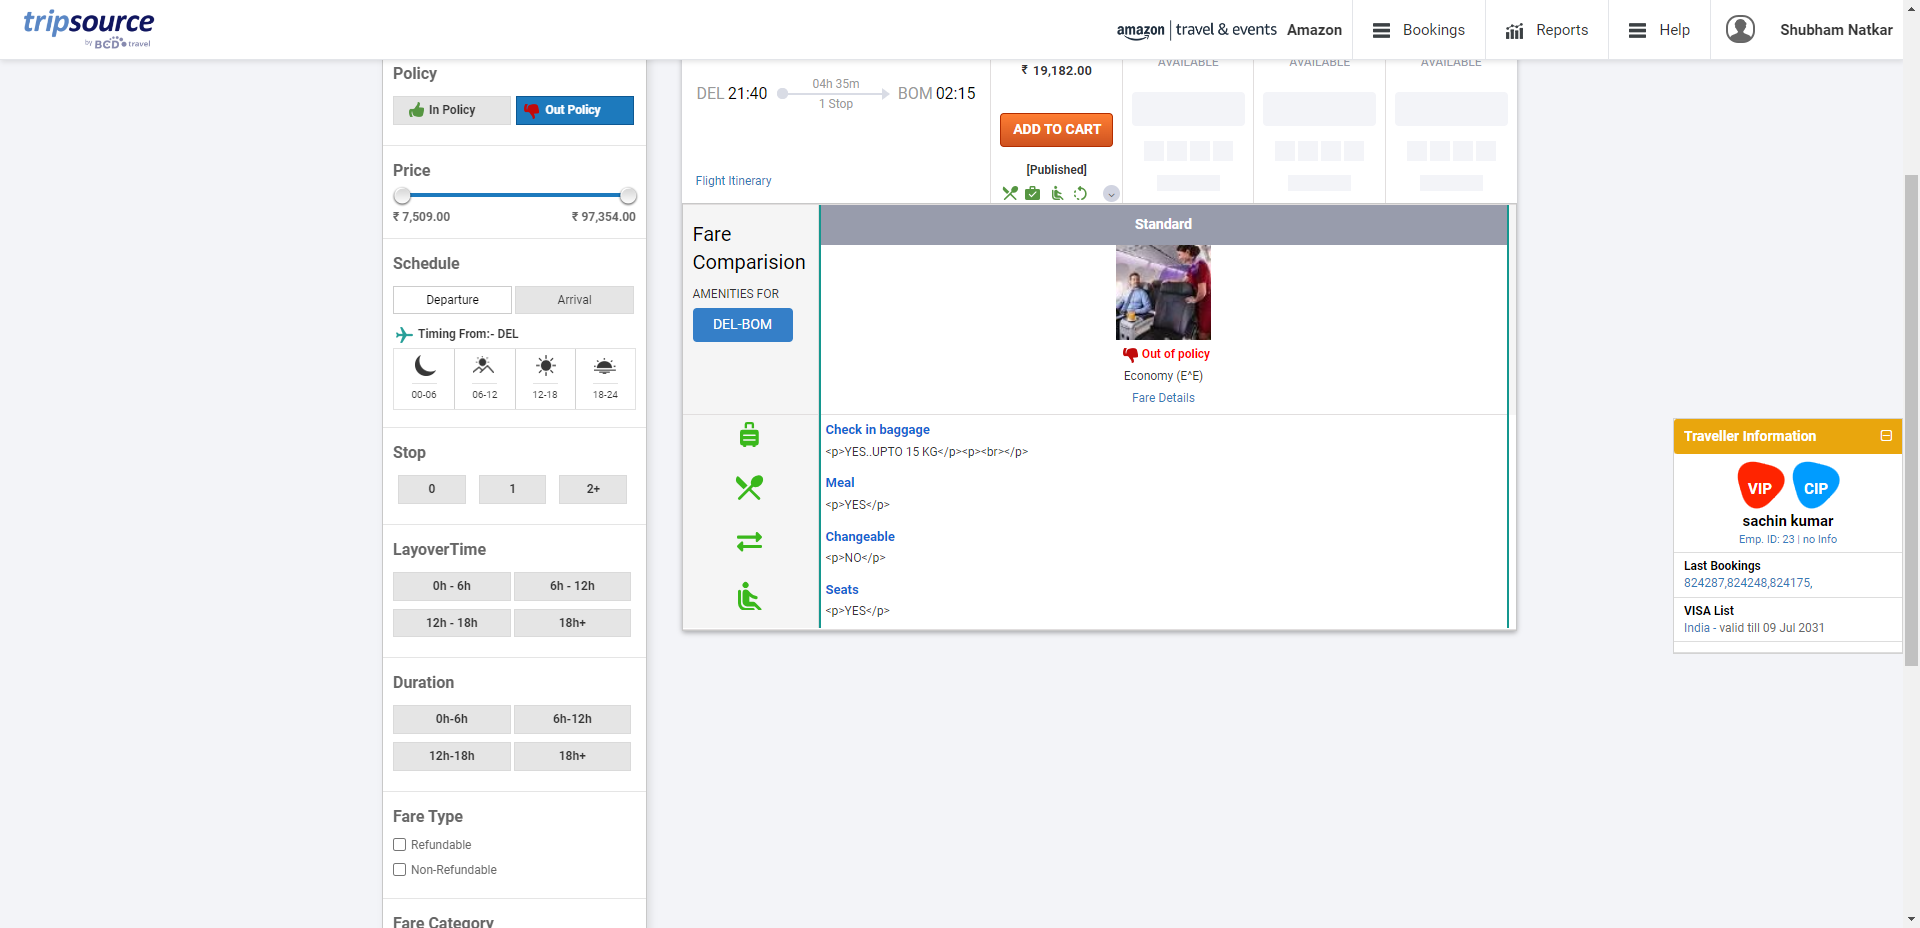 tripsource
by BCD travel
amazon | travel & events Amazon
Bookings
Reports
Help
Shubham Natkar
Policy
In Policy
Out Policy
Price
₹ 7,509.00
₹ 97,354.00
Schedule
Departure
Arrival
Timing From:- DEL
00-06
06-12
12-18
18-24
Stop
0
1
2+
LayoverTime
0h - 6h
6h - 12h
12h - 18h
18h+
Duration
0h-6h
6h-12h
12h-18h
18h+
Fare Type
Refundable
Non-Refundable
Fare Category
DEL 21:40
04h 35m
1 Stop
BOM 02:15
Flight Itinerary
₹ 19,182.00
ADD TO CART
[Published]
AVAILABLE
AVAILABLE
AVAILABLE
Fare
Comparision
AMENITIES FOR
DEL-BOM
Standard
Out of policy
Economy (E^E)
Fare Details
Check in baggage
<p>YES..UPTO 15 KG</p><p><br></p>
Meal
<p>YES</p>
Changeable
<p>NO</p>
Seats
<p>YES</p>
Traveller Information
VIP
CIP
sachin kumar
Emp. ID: 23 | no Info
Last Bookings
824287,824248,824175,
VISA List
India - valid till 09 Jul 2031